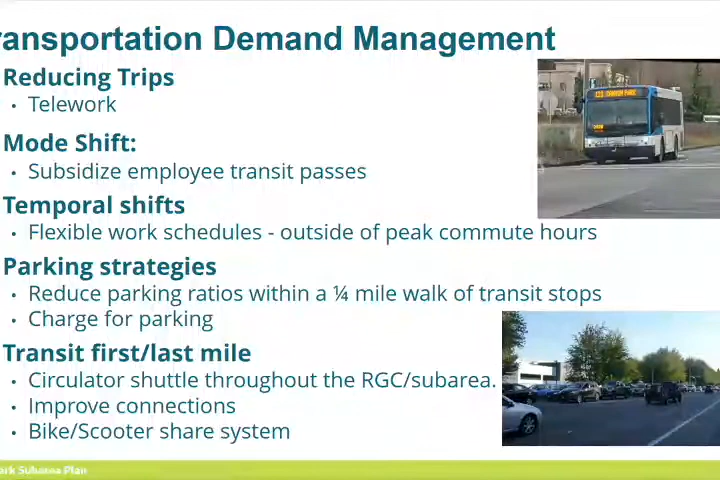 ransportation Demand Management
Reducing Trips
• Telework
Mode Shift:
• Subsidize employee transit passes
Temporal shifts
• Flexible work schedules - outside of peak commute hours
Parking strategies
• Reduce parking ratios within a ¼ mile walk of transit stops
• Charge for parking
Transit first/last mile
• Circulator shuttle throughout the RGC/subarea.
• Improve connections
• Bike/Scooter share system
ark Subarea Plan